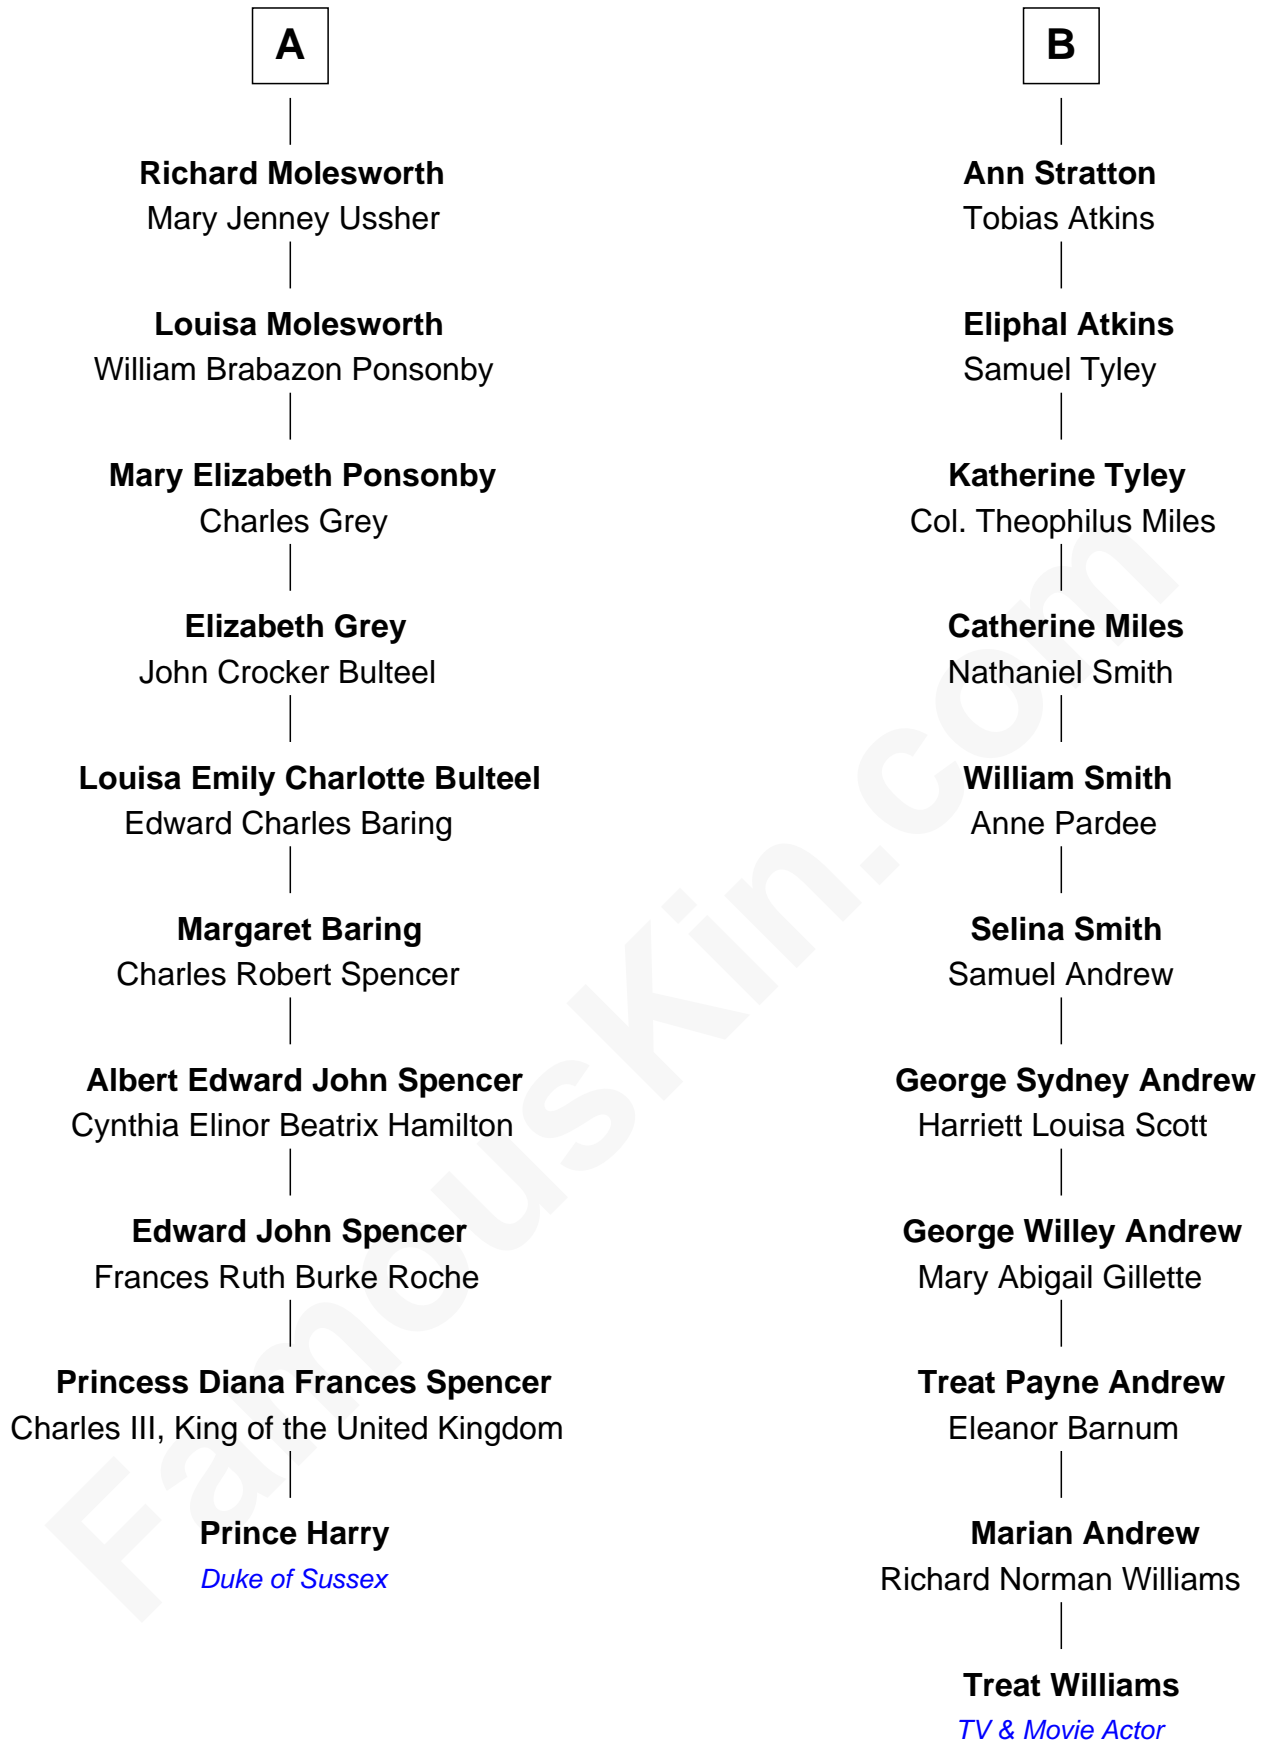 A
Richard Molesworth
Mary Jenney Ussher
Louisa Molesworth
William Brabazon Ponsonby
Mary Elizabeth Ponsonby
Charles Grey
Elizabeth Grey
John Crocker Bulteel
Louisa Emily Charlotte Bulteel
Edward Charles Baring
Margaret Baring
Charles Robert Spencer
Albert Edward John Spencer
Cynthia Elinor Beatrix Hamilton
Edward John Spencer
Frances Ruth Burke Roche
Princess Diana Frances Spencer
Charles III, King of the United Kingdom
Prince Harry
Duke of Sussex
B
Ann Stratton
Tobias Atkins
Eliphal Atkins
Samuel Tyley
Katherine Tyley
Col. Theophilus Miles
Catherine Miles
Nathaniel Smith
William Smith
Anne Pardee
Selina Smith
Samuel Andrew
George Sydney Andrew
Harriett Louisa Scott
George Willey Andrew
Mary Abigail Gillette
Treat Payne Andrew
Eleanor Barnum
Marian Andrew
Richard Norman Williams
Treat Williams
TV & Movie Actor
FamousKin.com